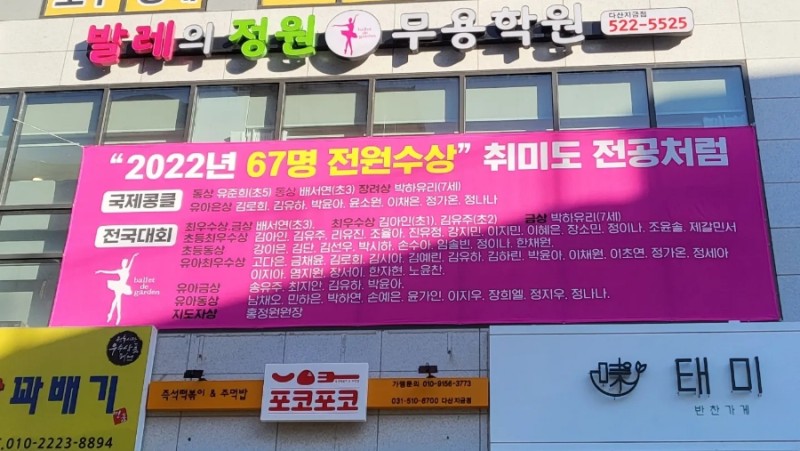 발레의 정원 ballet de garden 무용학원 다산지금점 522-5525
“2022년 67명 전원수상” 취미도 전공처럼
국제콩쿨 동상 유준희(초5) 동상 배서연(초3) 장려상 박하유리(7세)
유아은상 김로희, 김유하, 박윤아, 윤소원, 이채은, 정가온, 정나나
전국대회 최우수상 금상 배서연(초3), 최우수상 김아인(초1), 김유주(초2) 금상 박하유리(7세)
초등최우수상 김아인, 김유주, 리유진, 조율아, 진유정, 강지민, 이지민, 이혜은, 장소민, 정이나, 조윤솔, 제갈민서
초등동상 강이은, 김단, 김선우, 박시하, 손수아, 임솔빈, 정이나, 한채원,
유아최우수상 고다은, 금채윤, 김로희, 김시아, 김예린, 김유하, 김하린, 박윤아, 이채원, 이초연, 정가온, 정세아
이지아, 염지원, 장서이, 한자현, 노윤찬,
유아금상 송유주, 최지안, 김유하, 박윤아,
유아동상 남채오, 민하은, 박하연, 손예은, 윤가인, 이지우, 장희엘, 정지우, 정나나,
지도자상 홍정원원장
ballet
de
garden
꽈배기
010-2223-8894
즉석떡볶이 & 주먹밥
포코포코
가맹문의 010-9156-3773
031-510-6700 다산지금점
味 태미
반찬가게